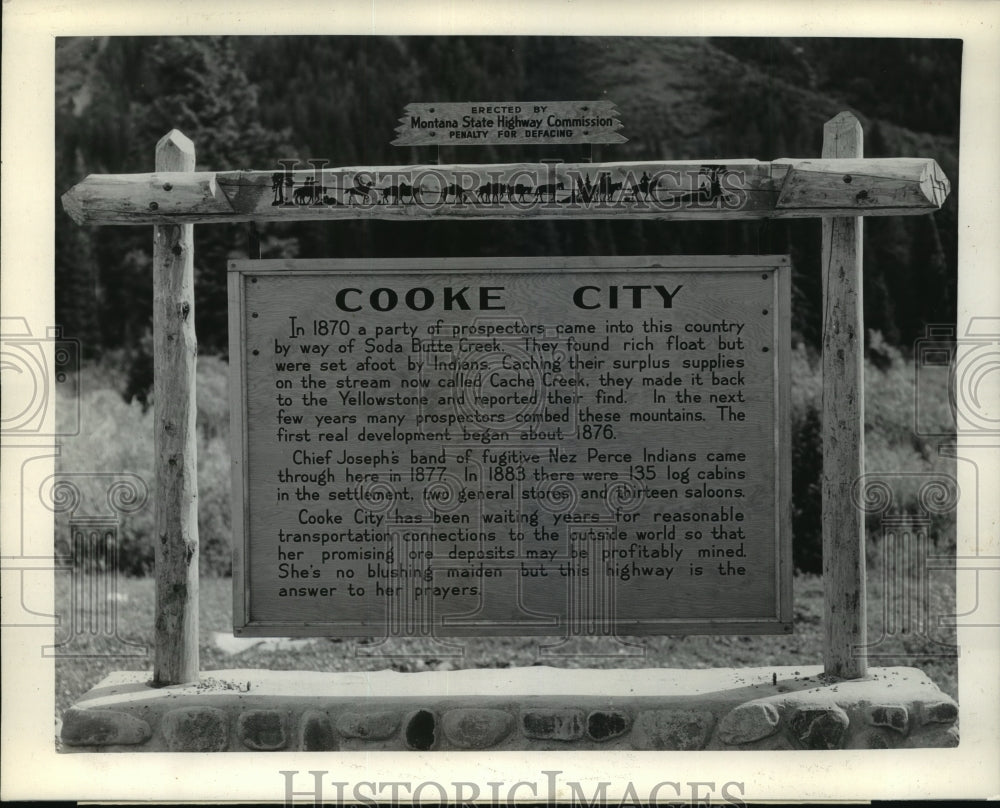 ERECTED BY
Montana State Highway Commission
PENALTY FOR DEFACING
HISTORIC IMAGES
COOKE CITY
In 1870 a party of prospectors came into this country
by way of Soda Butte Creek. They found rich float but
were set afoot by Indians. Caching their surplus supplies
on the stream now called Cache Creek, they made it back
to the Yellowstone and reported their find. In the next
few years many prospectors combed these mountains. The
first real development began about 1876.
Chief Joseph's band of fugitive Nez Perce Indians came
through here in 1877. In 1883 there were 135 log cabins
in the settlement, two general stores and thirteen saloons.
Cooke City has been waiting years for reasonable
transportation connections to the outside world so that
her promising ore deposits may be profitably mined.
She's no blushing maiden but this highway is the
answer to her prayers.
HISTORIC IMAGES